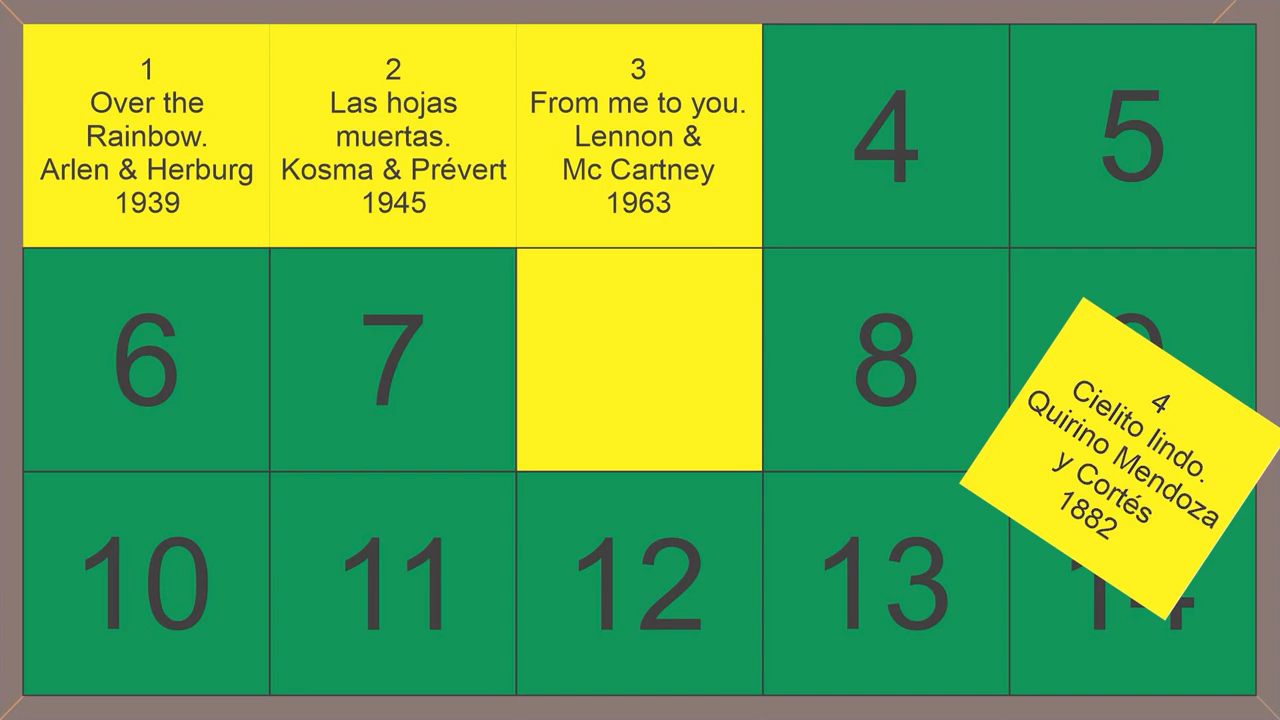 1
Over the
Rainbow.
Arlen & Herburg
1939
2
Las hojas
muertas.
Kosma & Prévert
1945
3
From me to you.
Lennon &
Mc Cartney
1963
4
5
6
7
8
9
4
Cielito lindo.
Quirino Mendoza
y Cortés
1882
10
11
12
13
14